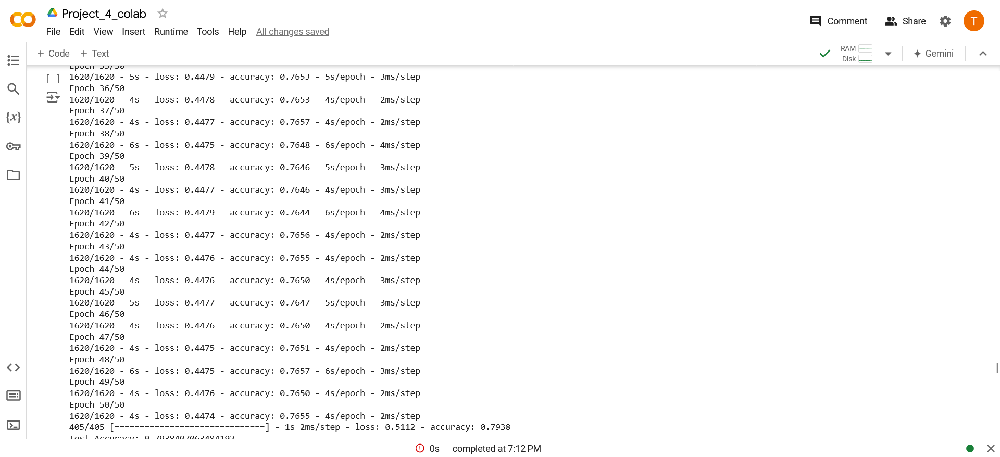 Project_4_colab
File Edit View Insert Runtime Tools Help All changes saved
Comment
Share
T
+ Code + Text
RAM
Disk
Gemini
Epoch 35/50
[ ]
1620/1620 - 5s - loss: 0.4479 - accuracy: 0.7653 - 5s/epoch - 3ms/step
Epoch 36/50
1620/1620 - 4s - loss: 0.4478 - accuracy: 0.7653 - 4s/epoch - 2ms/step
Epoch 37/50
1620/1620 - 4s - loss: 0.4477 - accuracy: 0.7657 - 4s/epoch - 2ms/step
Epoch 38/50
1620/1620 - 6s - loss: 0.4475 - accuracy: 0.7648 - 6s/epoch - 4ms/step
Epoch 39/50
1620/1620 - 5s - loss: 0.4478 - accuracy: 0.7646 - 5s/epoch - 3ms/step
Epoch 40/50
1620/1620 - 4s - loss: 0.4477 - accuracy: 0.7646 - 4s/epoch - 3ms/step
Epoch 41/50
1620/1620 - 6s - loss: 0.4479 - accuracy: 0.7644 - 6s/epoch - 4ms/step
Epoch 42/50
1620/1620 - 4s - loss: 0.4477 - accuracy: 0.7656 - 4s/epoch - 2ms/step
Epoch 43/50
1620/1620 - 4s - loss: 0.4476 - accuracy: 0.7655 - 4s/epoch - 2ms/step
Epoch 44/50
1620/1620 - 4s - loss: 0.4476 - accuracy: 0.7650 - 4s/epoch - 3ms/step
Epoch 45/50
1620/1620 - 5s - loss: 0.4477 - accuracy: 0.7647 - 5s/epoch - 3ms/step
Epoch 46/50
1620/1620 - 4s - loss: 0.4476 - accuracy: 0.7650 - 4s/epoch - 2ms/step
Epoch 47/50
1620/1620 - 4s - loss: 0.4475 - accuracy: 0.7651 - 4s/epoch - 2ms/step
Epoch 48/50
1620/1620 - 6s - loss: 0.4475 - accuracy: 0.7657 - 6s/epoch - 3ms/step
Epoch 49/50
1620/1620 - 4s - loss: 0.4476 - accuracy: 0.7650 - 4s/epoch - 2ms/step
Epoch 50/50
1620/1620 - 4s - loss: 0.4474 - accuracy: 0.7655 - 4s/epoch - 2ms/step
405/405 [==============================] - 1s 2ms/step - loss: 0.5112 - accuracy: 0.7938
Test Accuracy: 0.7938407063484192
0s completed at 7:12 PM